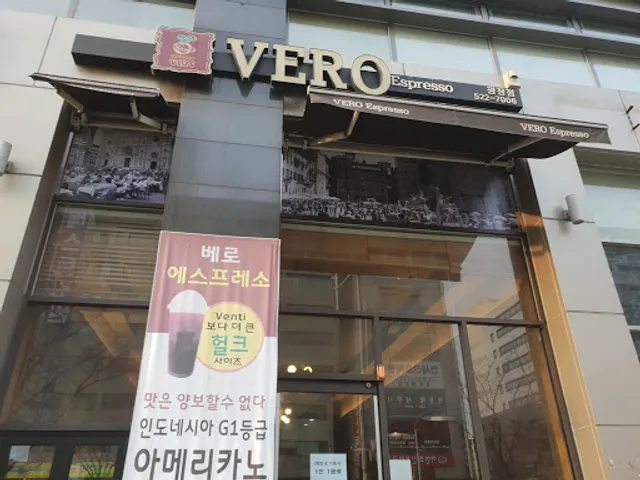 VERO Espresso
광장점
522-7006
VERO Espresso
VERO Espresso
베로
에스프레소
Venti
보다 더 큰
헐크
사이즈
맛은 양보할수 없다
인도네시아 G1등급
아메리카노